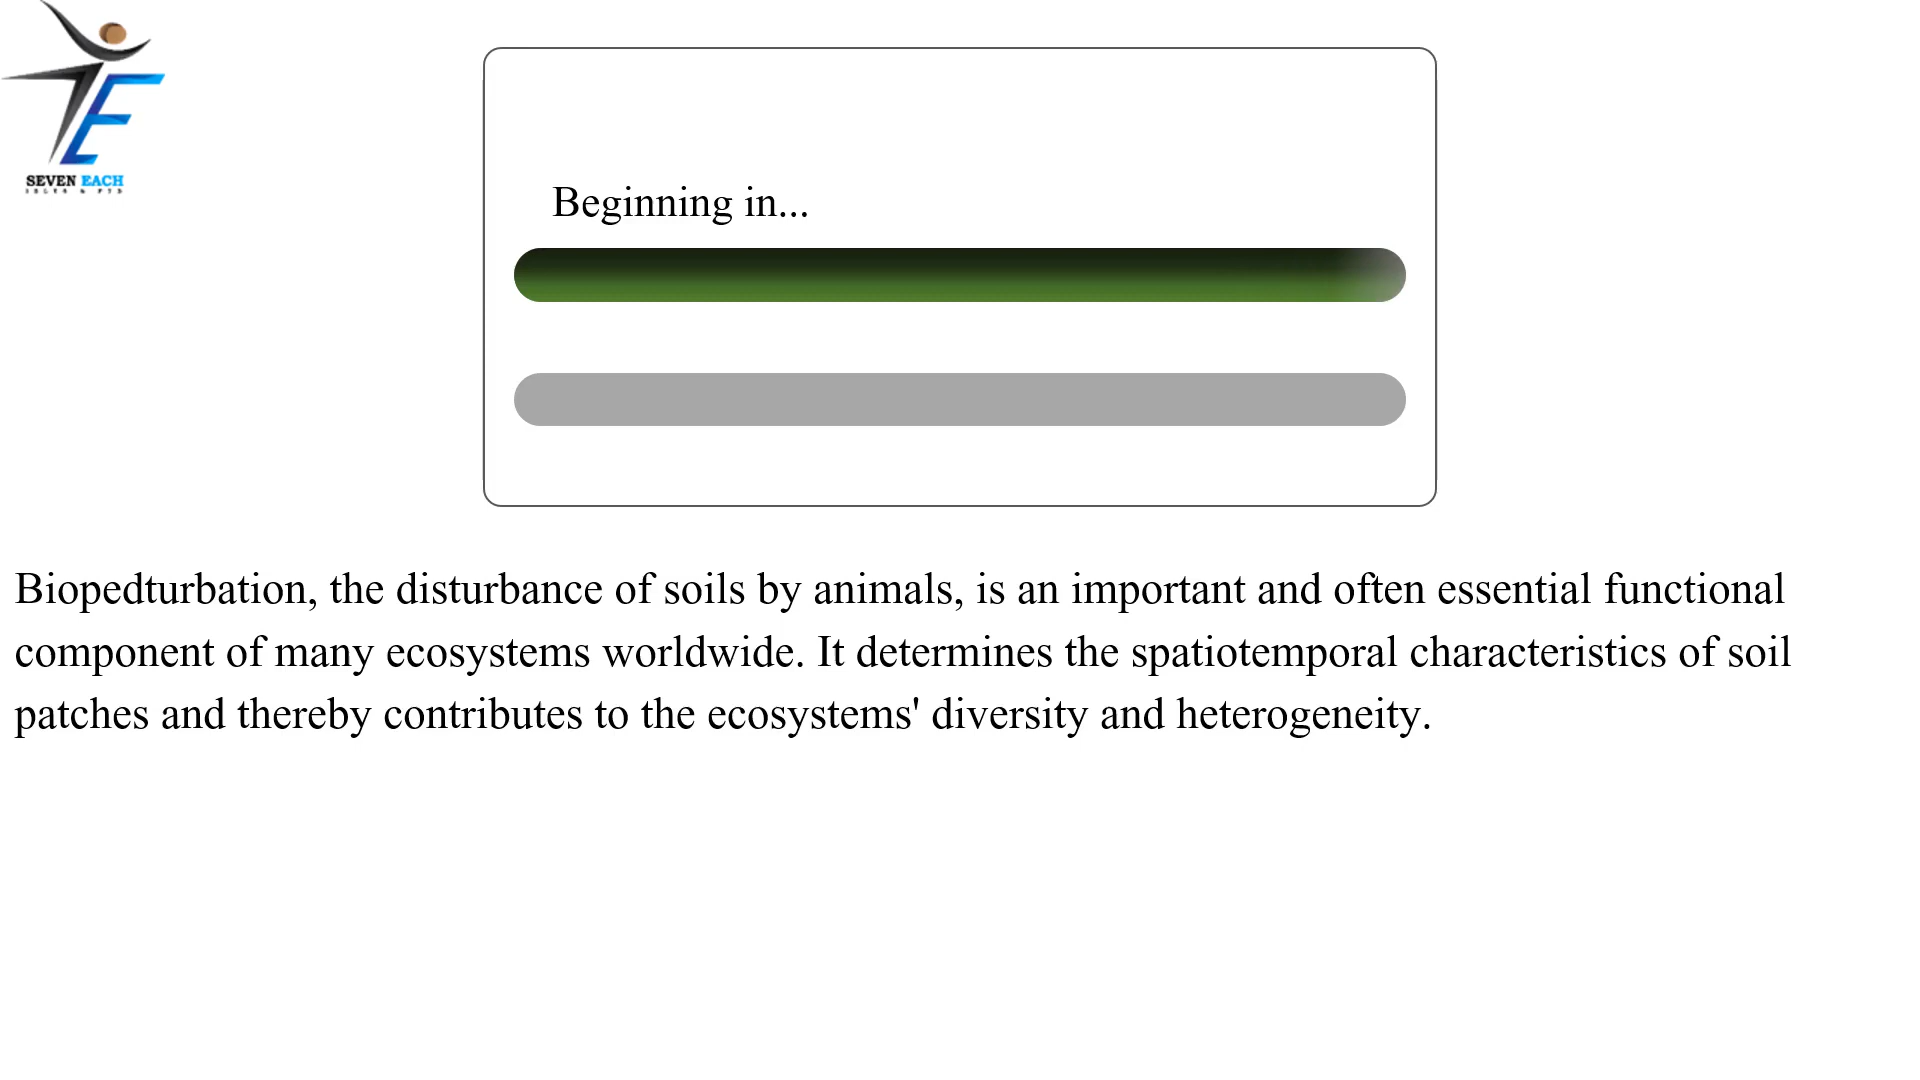 SEVEN EACH
IELTS & PTE
Beginning in...
Biopedturbation, the disturbance of soils by animals, is an important and often essential functional
component of many ecosystems worldwide. It determines the spatiotemporal characteristics of soil
patches and thereby contributes to the ecosystems' diversity and heterogeneity.